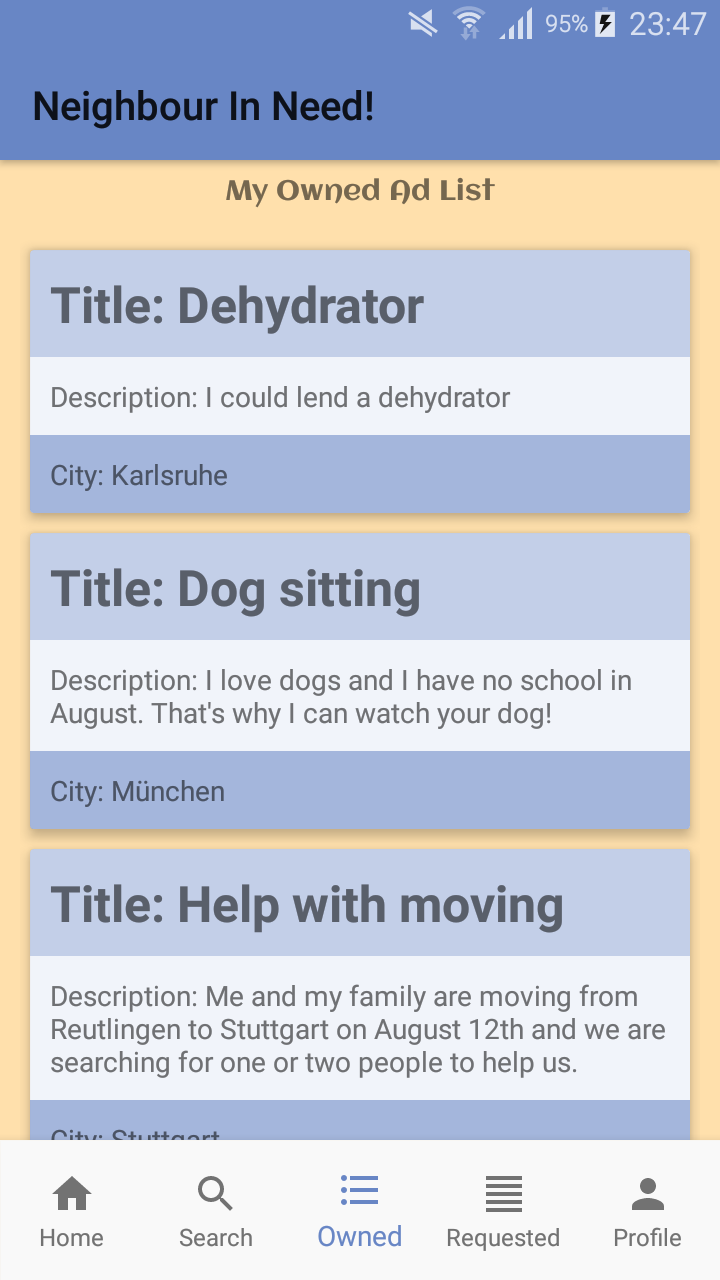 95% 23:47
Neighbour In Need!
My Owned Ad List
Title: Dehydrator
Description: I could lend a dehydrator
City: Karlsruhe
Title: Dog sitting
Description: I love dogs and I have no school in
August. That's why I can watch your dog!
City: München
Title: Help with moving
Description: Me and my family are moving from
Reutlingen to Stuttgart on August 12th and we are
searching for one or two people to help us.
City: Stuttgart
Home Search Owned Requested Profile